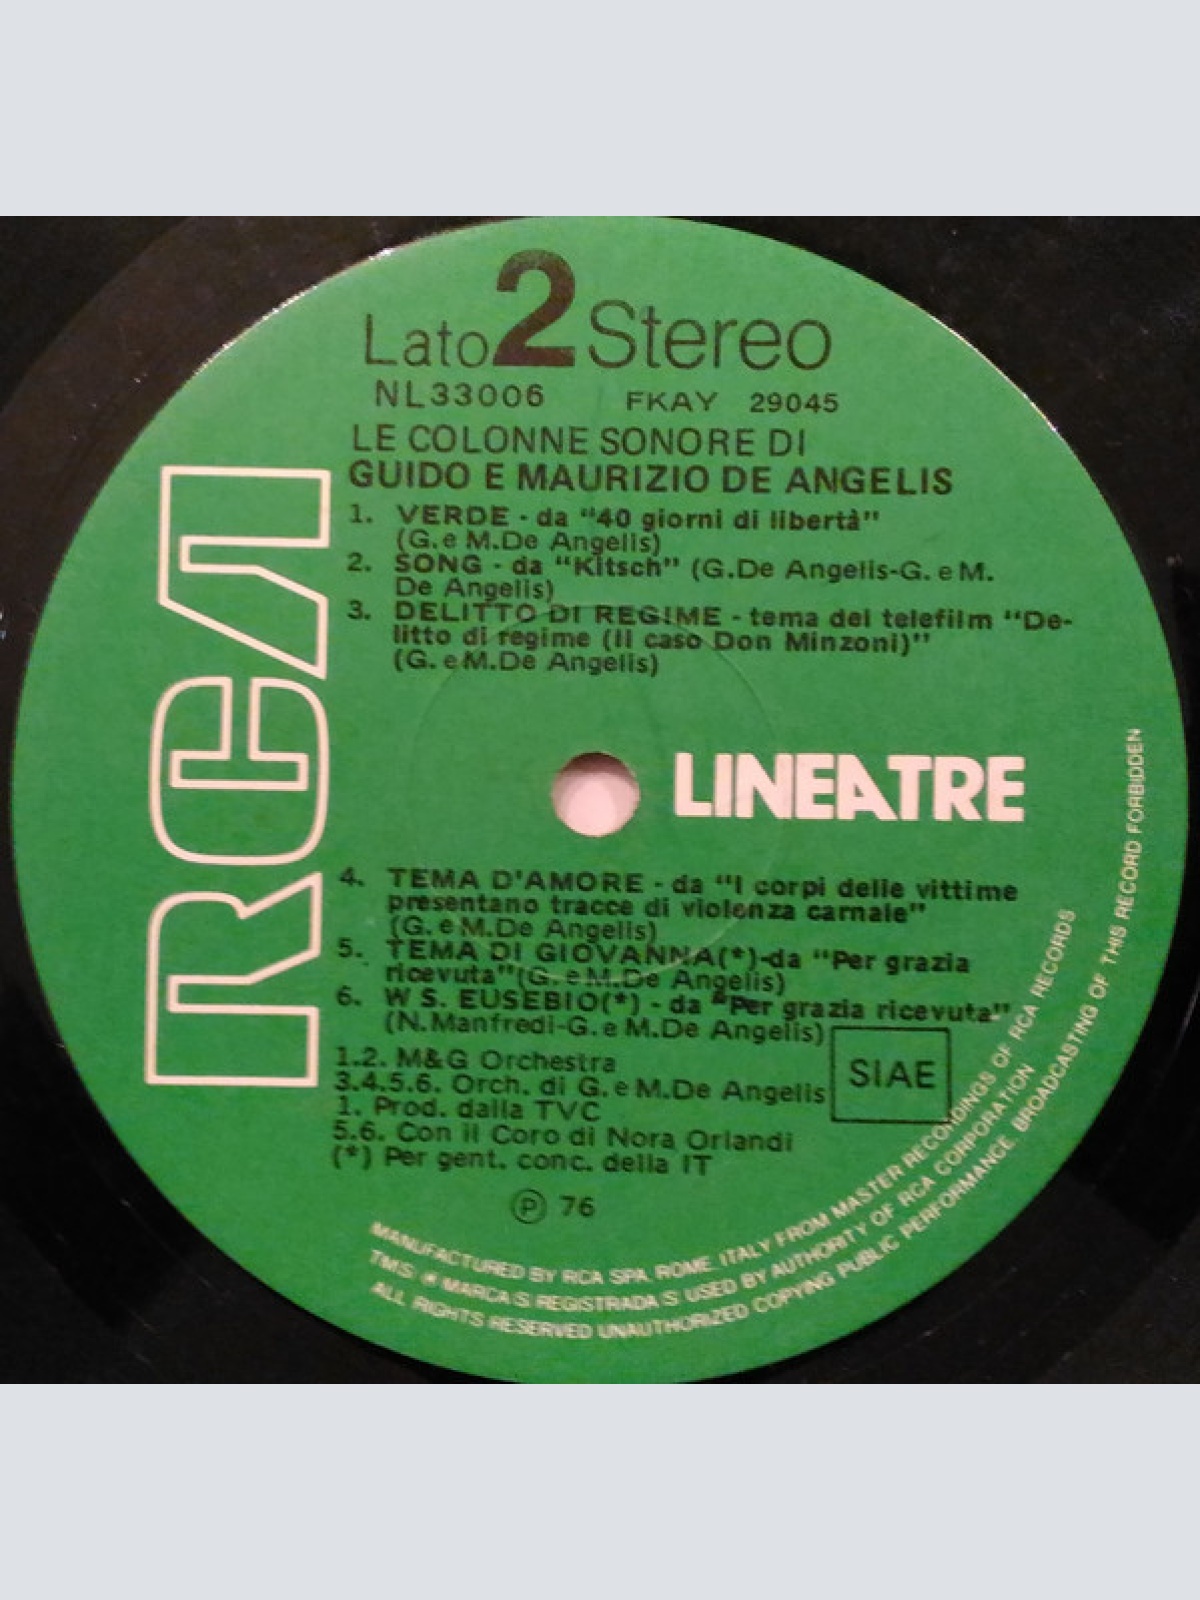 Lato 2 Stereo
NL33006 FKAY 29045
LE COLONNE SONORE DI
GUIDO E MAURIZIO DE ANGELIS
1. VERDE - da "40 giorni di libertà"
(G. e M. De Angelis)
2. SONG - da "Kitsch" (G. De Angelis-G. e M.
De Angelis)
3. DELITTO DI REGIME - tema del telefilm "De-
litto di regime (Il caso Don Minzoni)"
(G. e M. De Angelis)
RCA
LINEATRE
4. TEMA D'AMORE - da "I corpi delle vittime
presentano tracce di violenza carnale"
(G. e M. De Angelis)
5. TEMA DI GIOVANNA(*)-da "Per grazia
ricevuta" (G. e M. De Angelis)
6. W S. EUSEBIO(*) - da "Per grazia ricevuta"
(N. Manfredi-G. e M. De Angelis)
1.2. M&G Orchestra
3.4.5.6. Orch. di G. e M. De Angelis
1. Prod. dalla TVC
5.6. Con il Coro di Nora Orlandi
(*) Per gent. conc. della IT
SIAE
℗ 76
MANUFACTURED BY RCA SPA, ROME, ITALY FROM MASTER RECORDINGS OF RCA RECORDS
TM'S ® MARCA'S REGISTRADA'S USED BY AUTHORITY OF RCA CORPORATION
ALL RIGHTS RESERVED UNAUTHORIZED COPYING PUBLIC PERFORMANCE, BROADCASTING OF THIS RECORD FORBIDDEN